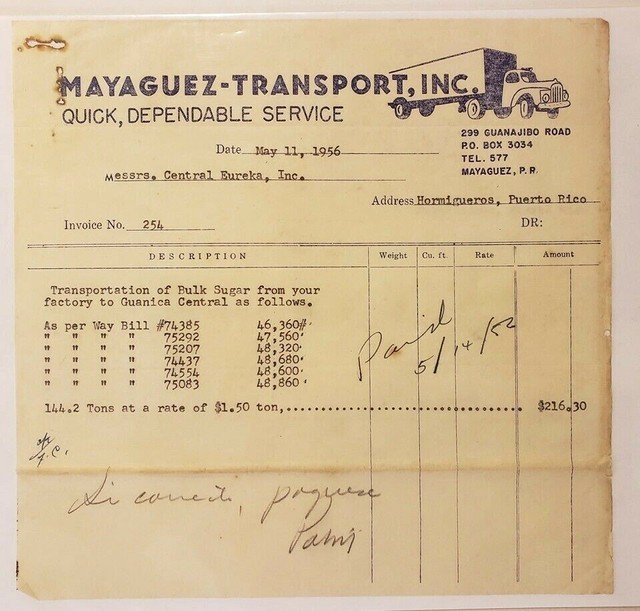 MAYAGUEZ-TRANSPORT, INC.
QUICK, DEPENDABLE SERVICE
299 GUANAJIBO ROAD
P.O. BOX 3034
TEL. 577
MAYAGUEZ, P. R.
Date May 11, 1956
Messrs. Central Eureka, Inc.
Address Hormigueros, Puerto Rico
Invoice No. 254 DR:
DESCRIPTION Weight Cu. ft. Rate Amount
Transportation of Bulk Sugar from your
factory to Guanica Central as follows.
As per Way Bill #74385 46,360#
" " " " 75292 47,560
" " " " 75207 48,320
" " " " 74437 48,680
" " " " 74554 48,600
" " " " 75083 48,860
Paid 5/14/
144.2 Tons at a rate of $1.50 ton, $216.30
Si correcto, paguese